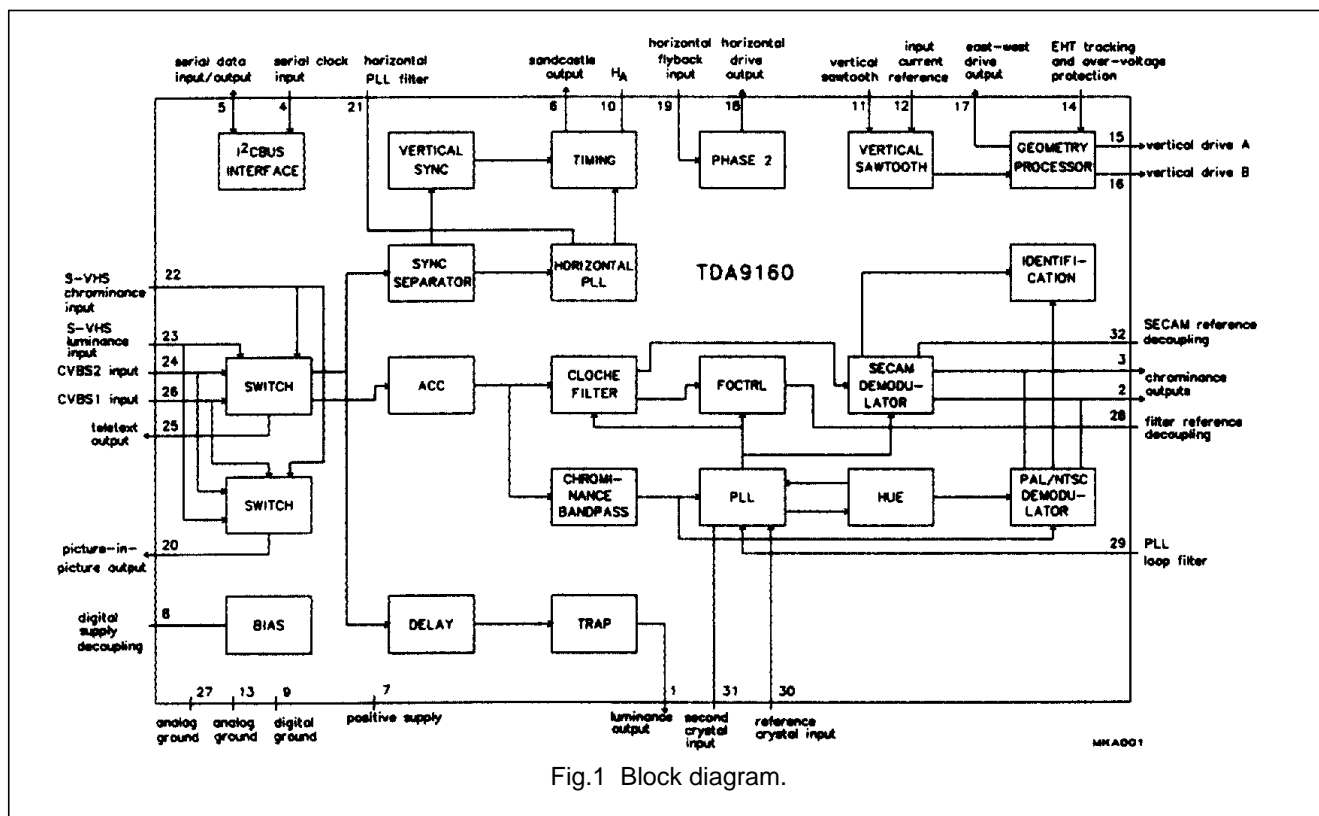 serial data
input/output
serial clock
input
horizontal
PLL filter
sandcastle
output
HA
horizontal
flyback
input
horizontal
drive
output
vertical
sawtooth
input
current
reference
east-west
drive
output
EHT tracking
and over-voltage
protection
5
4
21
6
10
19
18
11
12
17
14
I2CBUS
INTERFACE
VERTICAL
SYNC
TIMING
PHASE 2
VERTICAL
SAWTOOTH
GEOMETRY
PROCESSOR
15
vertical drive A
16
vertical drive B
S-VHS
chrominance
input
22
SYNC
SEPARATOR
HORIZONTAL
PLL
TDA9160
IDENTIFI-
CATION
S-VHS
luminance
input
23
CVBS2 input
24
CVBS1 input
26
teletext
output
25
SWITCH
ACC
CLOCHE
FILTER
FOCTRL
SECAM
DEMODU-
LATOR
32
SECAM reference
decoupling
3
2
chrominance
outputs
28
filter reference
decoupling
SWITCH
CHROMI-
NANCE
BANDPASS
PLL
HUE
PAL/NTSC
DEMODU-
LATOR
20
picture-in-
picture output
29
PLL
loop filter
digital
supply
decoupling
8
BIAS
DELAY
TRAP
27
13
9
7
1
31
30
analog
ground
analog
ground
digital
ground
positive supply
luminance
output
second
crystal
input
reference
crystal input
MKA001
Fig.1 Block diagram.